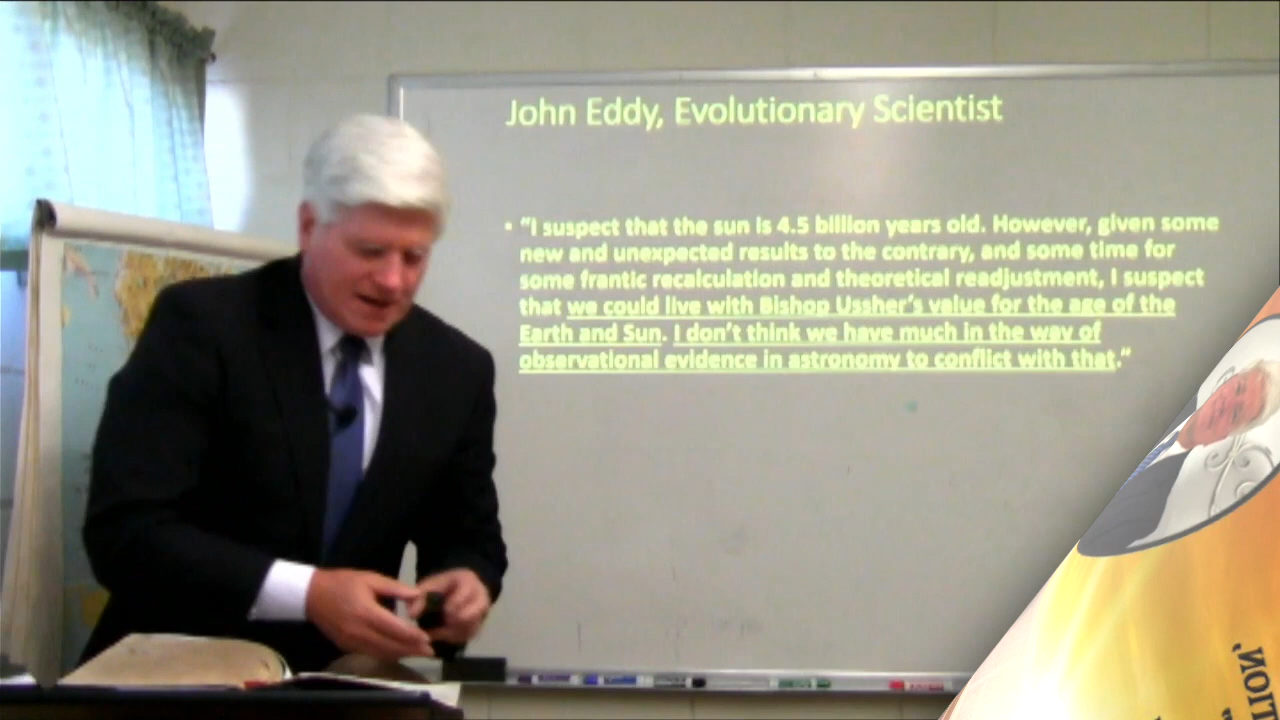 John Eddy, Evolutionary Scientist
• “I suspect that the sun is 4.5 billion years old. However, given some
new and unexpected results to the contrary, and some time for
some frantic recalculation and theoretical readjustment, I suspect
that we could live with Bishop Ussher’s value for the age of the
Earth and Sun. I don’t think we have much in the way of
observational evidence in astronomy to conflict with that.”